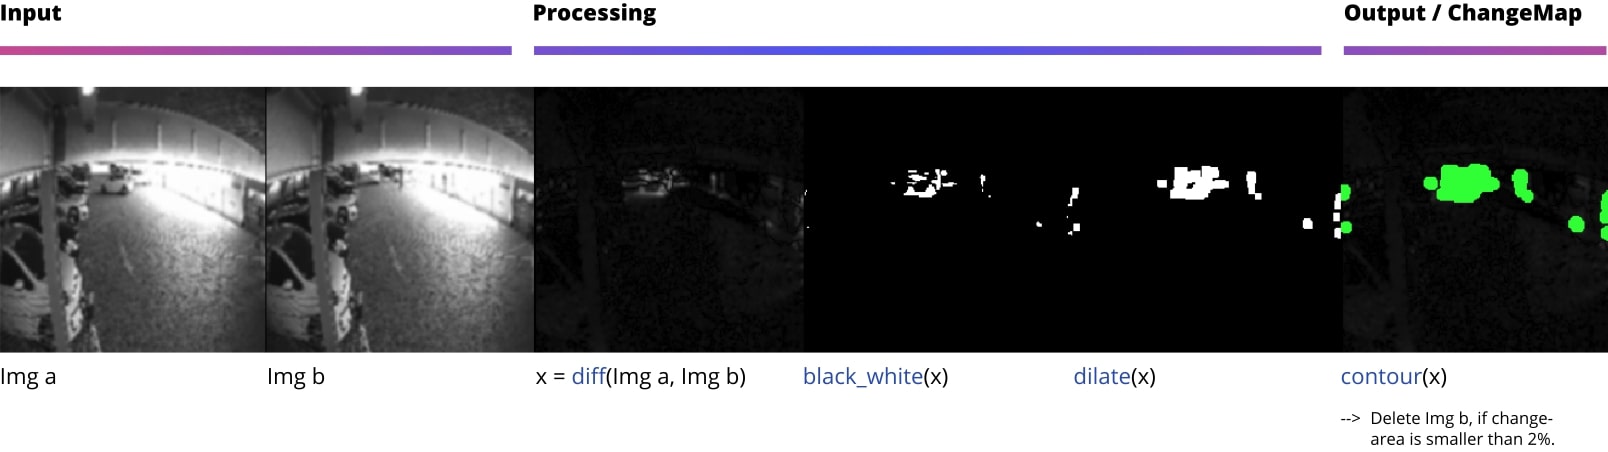 Input
Processing
Output / ChangeMap
Img a
Img b
x = diff(Img a, Img b)
black_white(x)
dilate(x)
contour(x)
--> Delete Img b, if change-
area is smaller than 2%.